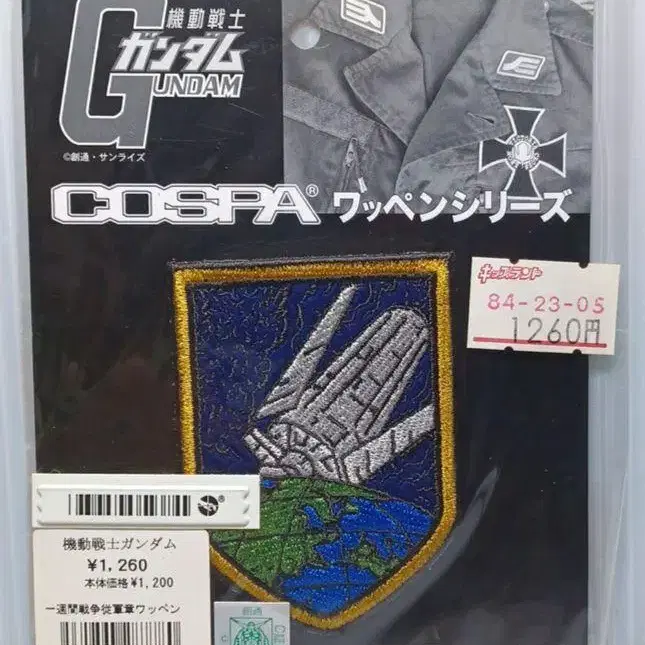 機動戦士
ガンダム
GUNDAM
©創通・サンライズ
COSPA® ワッペンシリーズ
キッズランド
84-23-05
1260円
®
機動戦士ガンダム
¥1,260
本体価格¥1,200
一週間戦争従軍章ワッペン
創通